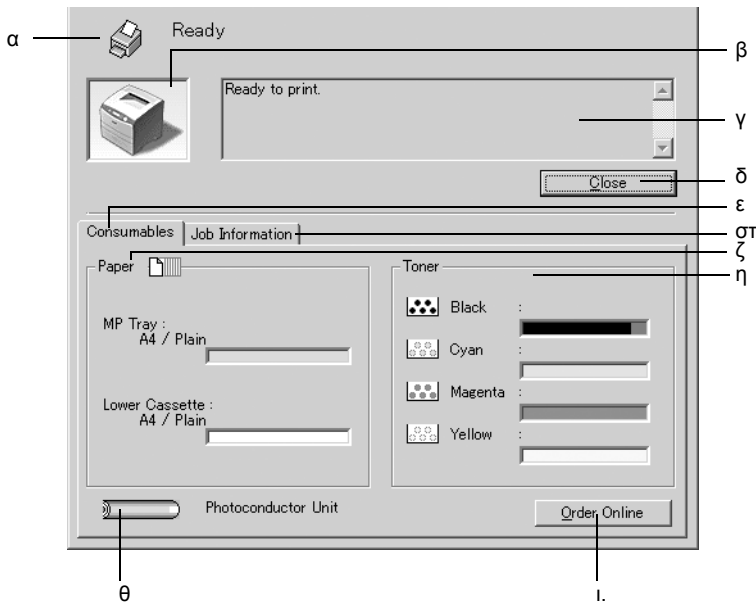 α
Ready
β
Ready to print.
γ
Close
δ
ε
Consumables
Job Information
στ
ζ
Paper
Toner
η
MP Tray :
A4 / Plain
Lower Cassette :
A4 / Plain
Black :
Cyan :
Magenta :
Yellow :
Photoconductor Unit
Order Online
θ
ι.